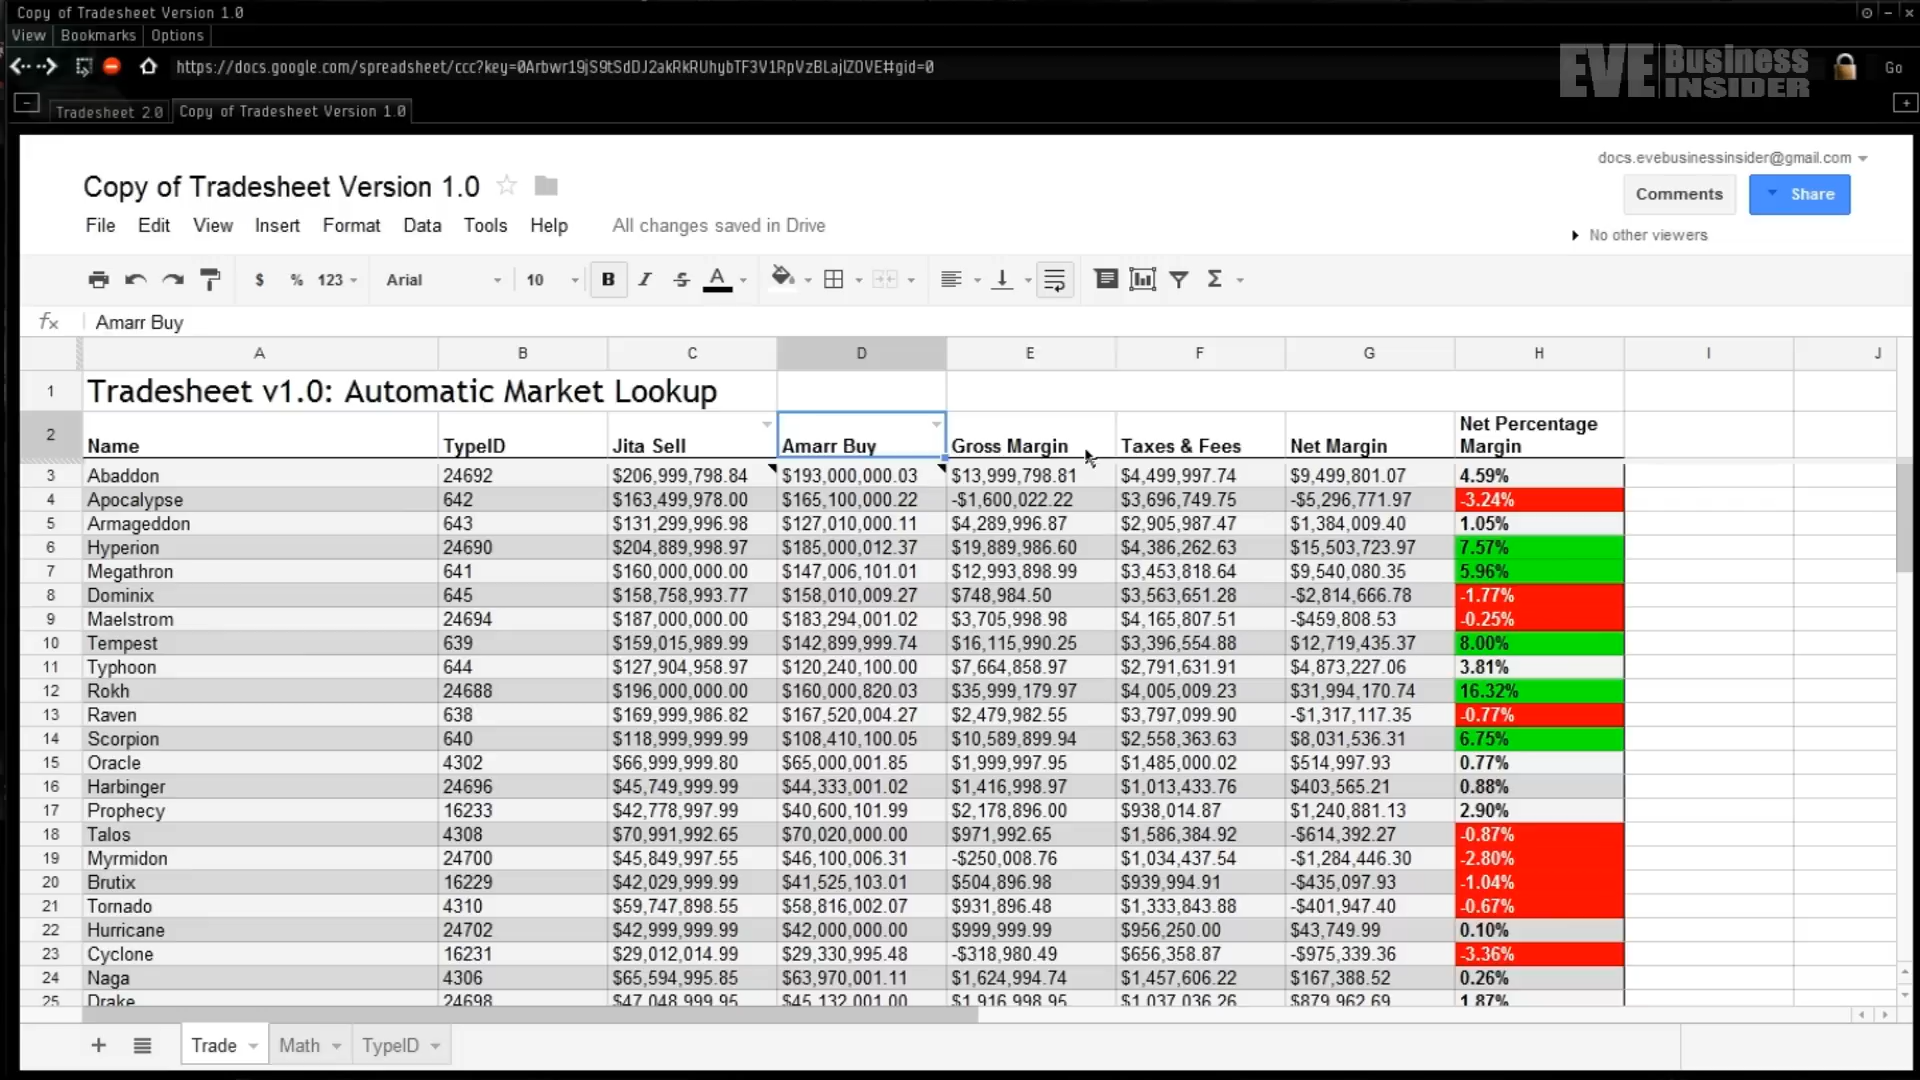 Copy of Tradesheet Version 1.0
View Bookmarks Options
https://docs.google.com/spreadsheet/ccc?key=0Arbwr19jS9tSdDJ2akRkRUhybTF3V1RpVzBLajlZOVE#gid=0
Go
EVE Business INSIDER
Tradesheet 2.0 Copy of Tradesheet Version 1.0
docs.evebusinessinsider@gmail.com
Copy of Tradesheet Version 1.0
Comments Share
File Edit View Insert Format Data Tools Help All changes saved in Drive
No other viewers
$ % 123 Arial 10 B I S A Σ
fx Amarr Buy
A B C D E F G H I J
1 Tradesheet v1.0: Automatic Market Lookup
2 Name TypeID Jita Sell Amarr Buy Gross Margin Taxes & Fees Net Margin Net Percentage Margin
3 Abaddon 24692 $206,999,798.84 $193,000,000.03 $13,999,798.81 $4,499,997.74 $9,499,801.07 4.59%
4 Apocalypse 642 $163,499,978.00 $165,100,000.22 -$1,600,022.22 $3,696,749.75 -$5,296,771.97 -3.24%
5 Armageddon 643 $131,299,996.98 $127,010,000.11 $4,289,996.87 $2,905,987.47 $1,384,009.40 1.05%
6 Hyperion 24690 $204,889,998.97 $185,000,012.37 $19,889,986.60 $4,386,262.63 $15,503,723.97 7.57%
7 Megathron 641 $160,000,000.00 $147,006,101.01 $12,993,898.99 $3,453,818.64 $9,540,080.35 5.96%
8 Dominix 645 $158,758,993.77 $158,010,009.27 $748,984.50 $3,563,651.28 -$2,814,666.78 -1.77%
9 Maelstrom 24694 $187,000,000.00 $183,294,001.02 $3,705,998.98 $4,165,807.51 -$459,808.53 -0.25%
10 Tempest 639 $159,015,989.99 $142,899,999.74 $16,115,990.25 $3,396,554.88 $12,719,435.37 8.00%
11 Typhoon 644 $127,904,958.97 $120,240,100.00 $7,664,858.97 $2,791,631.91 $4,873,227.06 3.81%
12 Rokh 24688 $196,000,000.00 $160,000,820.03 $35,999,179.97 $4,005,009.23 $31,994,170.74 16.32%
13 Raven 638 $169,999,986.82 $167,520,004.27 $2,479,982.55 $3,797,099.90 -$1,317,117.35 -0.77%
14 Scorpion 640 $118,999,999.99 $108,410,100.05 $10,589,899.94 $2,558,363.63 $8,031,536.31 6.75%
15 Oracle 4302 $66,999,999.80 $65,000,001.85 $1,999,997.95 $1,485,000.02 $514,997.93 0.77%
16 Harbinger 24696 $45,749,999.99 $44,333,001.02 $1,416,998.97 $1,013,433.76 $403,565.21 0.88%
17 Prophecy 16233 $42,778,997.99 $40,600,101.99 $2,178,896.00 $938,014.87 $1,240,881.13 2.90%
18 Talos 4308 $70,991,992.65 $70,020,000.00 $971,992.65 $1,586,384.92 -$614,392.27 -0.87%
19 Myrmidon 24700 $45,849,997.55 $46,100,006.31 -$250,008.76 $1,034,437.54 -$1,284,446.30 -2.80%
20 Brutix 16229 $42,029,999.99 $41,525,103.01 $504,896.98 $939,994.91 -$435,097.93 -1.04%
21 Tornado 4310 $59,747,898.55 $58,816,002.07 $931,896.48 $1,333,843.88 -$401,947.40 -0.67%
22 Hurricane 24702 $42,999,999.99 $42,000,000.00 $999,999.99 $956,250.00 $43,749.99 0.10%
23 Cyclone 16231 $29,012,014.99 $29,330,995.48 -$318,980.49 $656,358.87 -$975,339.36 -3.36%
24 Naga 4306 $65,594,995.85 $63,970,001.11 $1,624,994.74 $1,457,606.22 $167,388.52 0.26%
25 Drake 24698 $47,048,999.95 $45,132,001.00 $1,916,998.95 $1,037,036.26 $879,962.69 1.87%
Trade Math TypeID